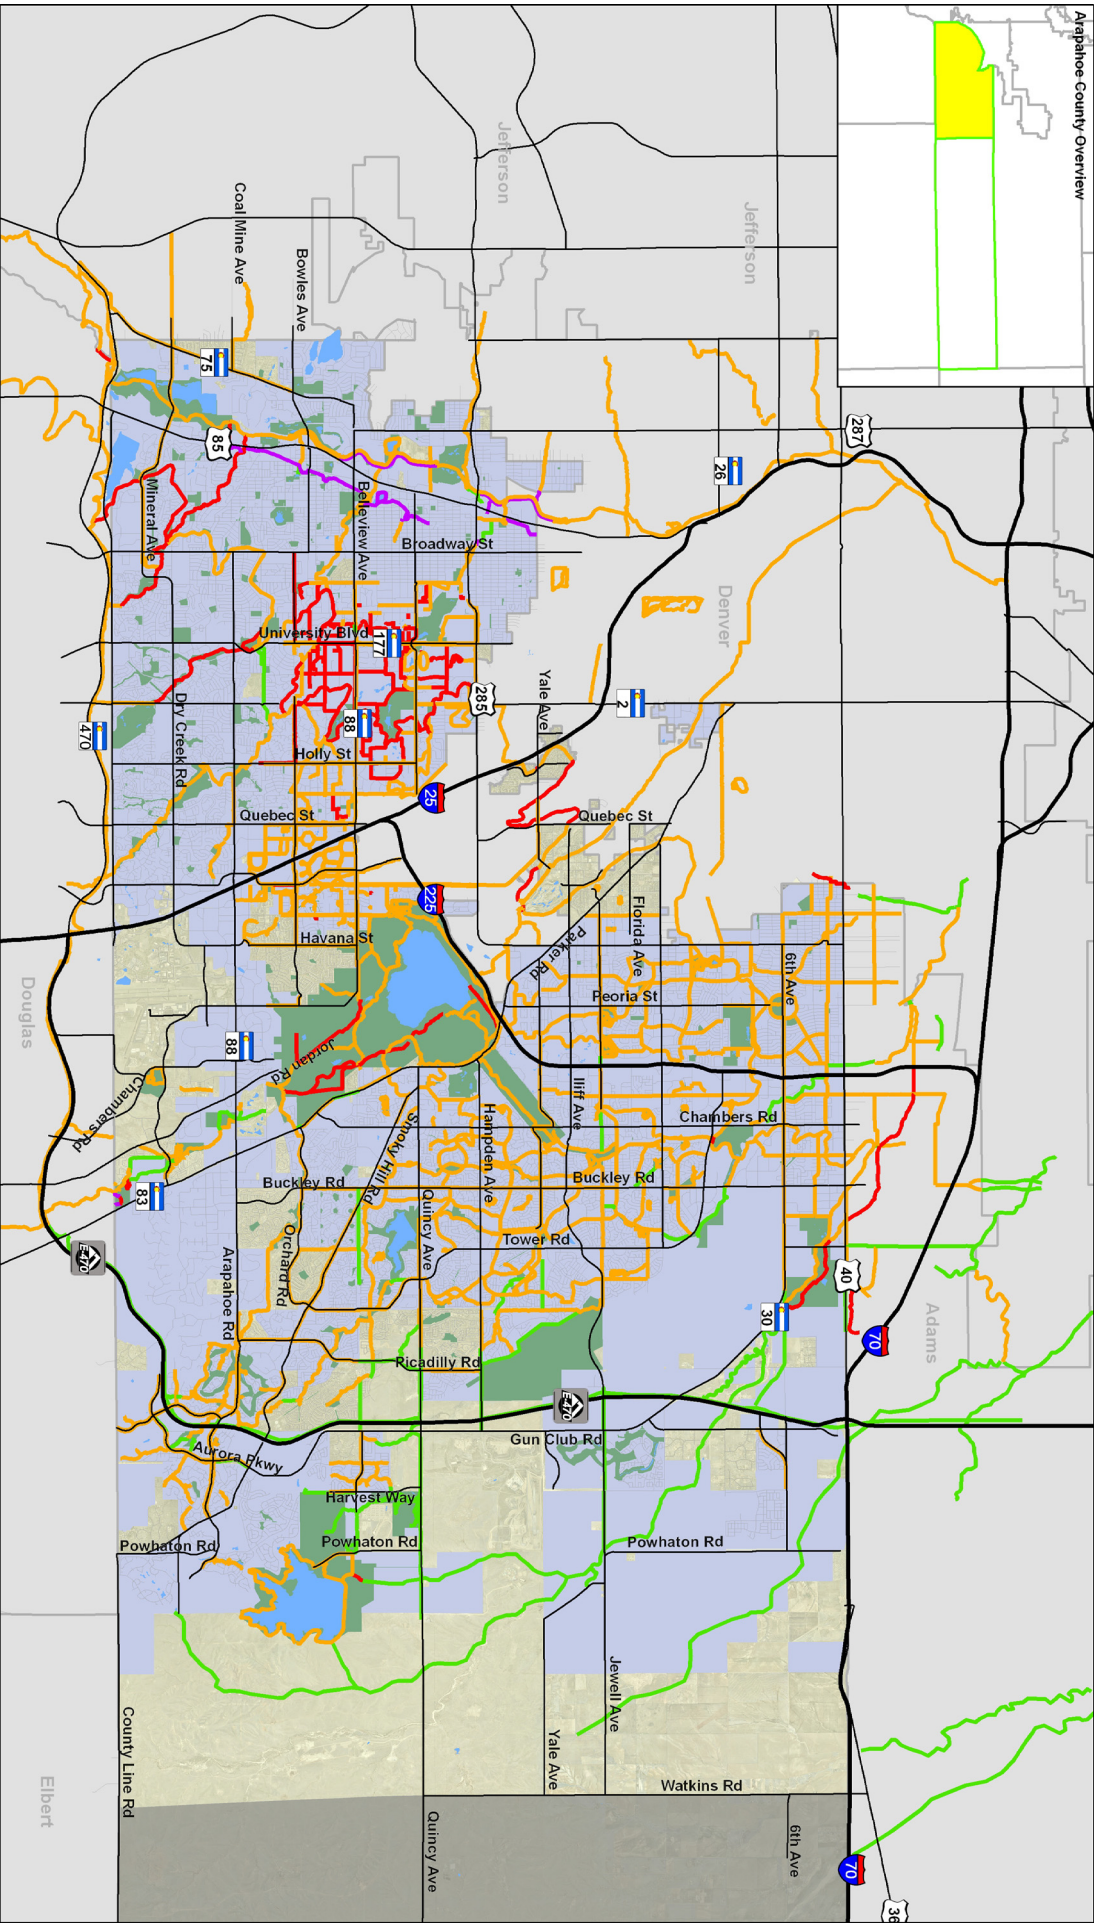 Arapahoe County Overview
Jefferson
Jefferson
Coal Mine Ave
Bowles Ave
75
287
85
26
Mineral Ave
Belleview Ave
Broadway St
Denver
University Blvd
177
Yale Ave
285
2
Dry Creek Rd
88
470
Holly St
25
Quebec St
Quebec St
225
Havana St
Florida Ave
Parker Rd
6th Ave
Peoria St
Douglas
88
Jordan Rd
Chambers Rd
Iliff Ave
Hampden Ave
Chambers Rd
Smoky Hill Rd
Buckley Rd
Buckley Rd
83
Quincy Ave
Orchard Rd
Tower Rd
Arapahoe Rd
E-470
40
30
70
Adams
Picadilly Rd
E-470
Gun Club Rd
Aurora Pkwy
Harvest Way
Powhaton Rd
Powhaton Rd
Powhaton Rd
Jewell Ave
Yale Ave
County Line Rd
Elbert
Watkins Rd
Quincy Ave
6th Ave
70
36